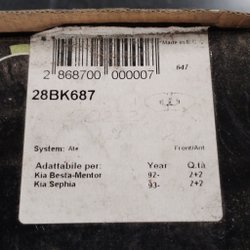 Made in E.C.
2 868700 000007
647
28BK687
System: Ate Front/Ant
Adattabile per: Year Q.tà
Kia Besta-Mentor 92- 2+2
Kia Sephia 93- 2+2